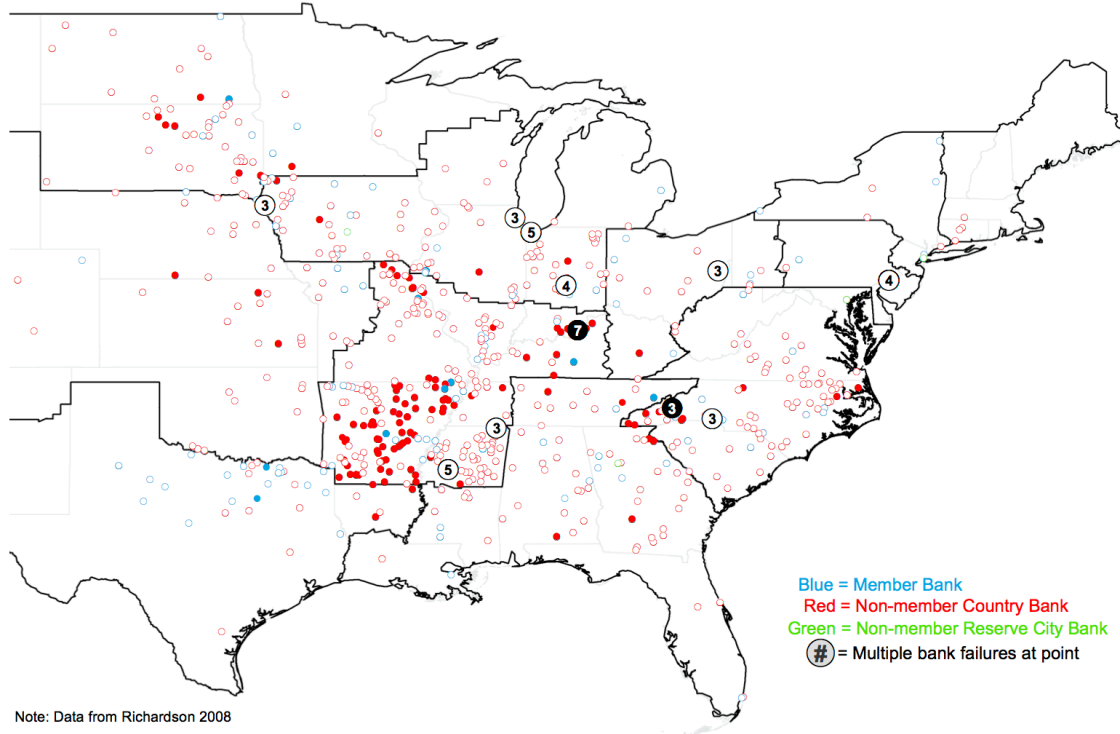 3
3
5
3
4
4
7
3
3
3
5
Blue = Member Bank
Red = Non-member Country Bank
Green = Non-member Reserve City Bank
# = Multiple bank failures at point
Note: Data from Richardson 2008